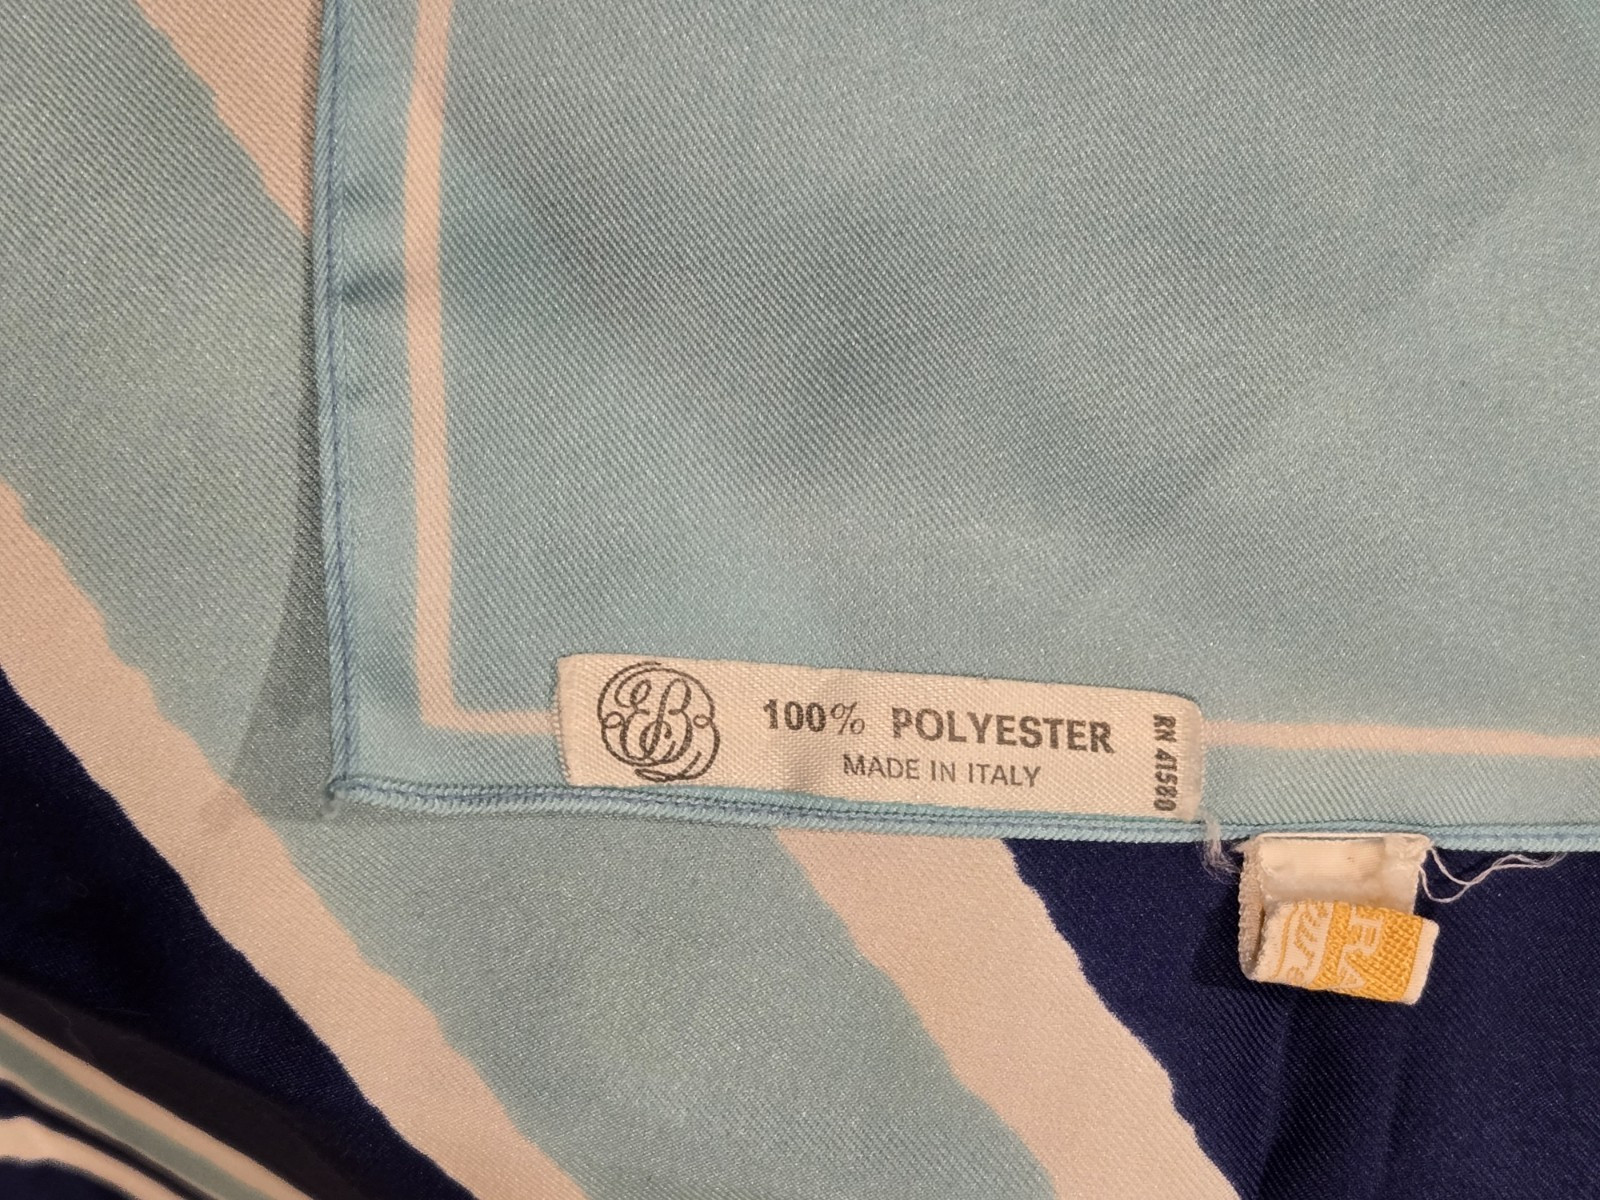 EB
100% POLYESTER
MADE IN ITALY
RN 41580